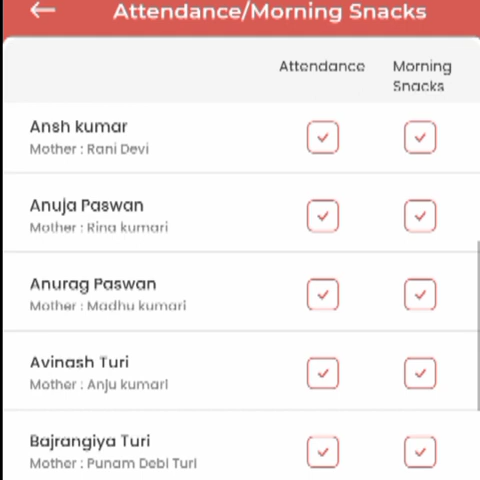 Attendance/Morning Snacks
Attendance Morning
Snacks
Ansh kumar
Mother : Rani Devi
Anuja Paswan
Mother : Rina kumari
Anurag Paswan
Mother : Madhu kumari
Avinash Turi
Mother : Anju kumari
Bajrangiya Turi
Mother : Punam Debi Turi